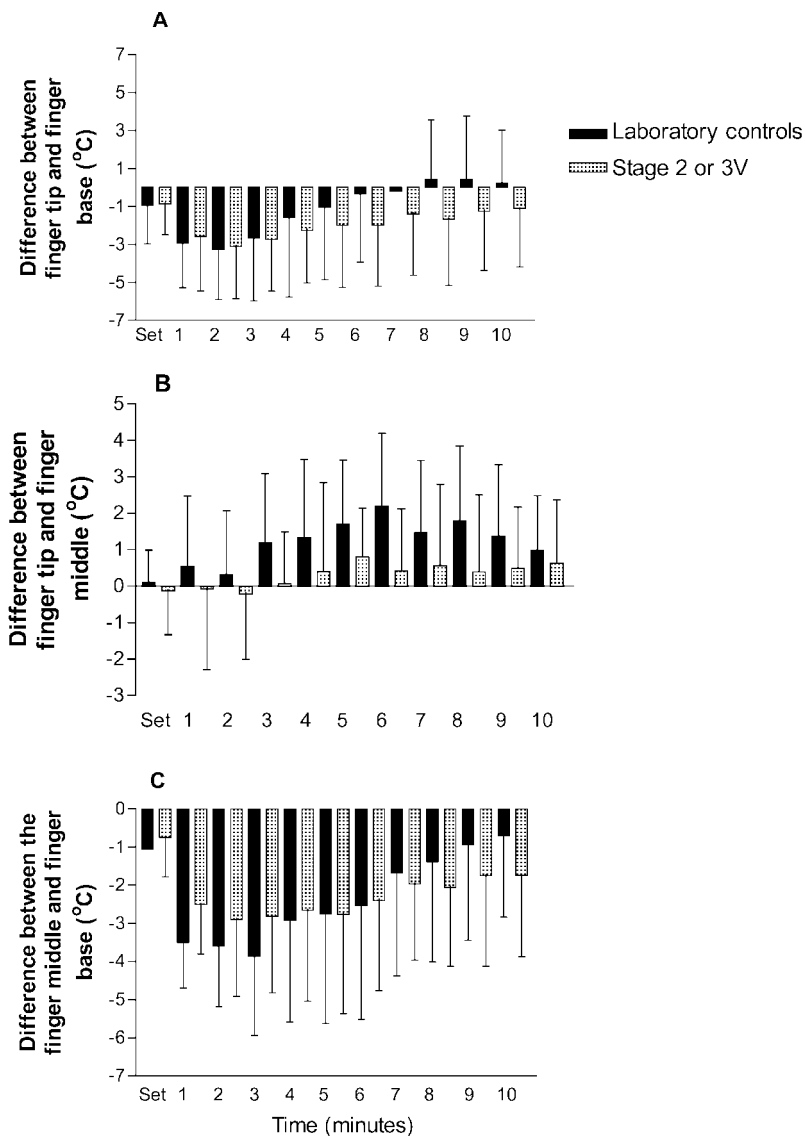 A
7
5
3
1
-1
-3
-5
-7
Difference between
finger tip and finger
base (°C)
Set 1 2 3 4 5 6 7 8 9 10
Laboratory controls
Stage 2 or 3V
B
5
4
3
2
1
0
-1
-2
-3
Difference between
finger tip and finger
middle (°C)
Set 1 2 3 4 5 6 7 8 9 10
C
0
-1
-2
-3
-4
-5
-6
-7
Difference between the
finger middle and finger
base (°C)
Set 1 2 3 4 5 6 7 8 9 10
Time (minutes)